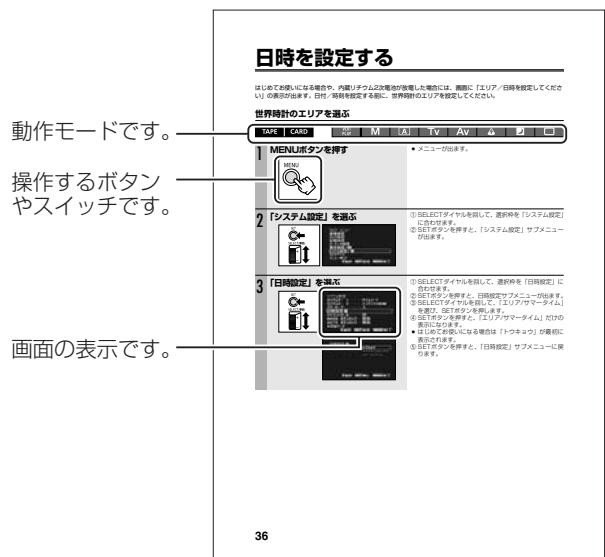 日時を設定する
はじめてお使いになる場合や、内蔵リチウム2次電池が放電した場合には、画面に「エリア／日時を設定してくださ
い」の表示が出ます。日付／時刻を設定する前に、世界時計のエリアを設定してください。
世界時計のエリアを選ぶ
動作モードです。
TAPE CARD M A Tv Av
1 MENUボタンを押す
● メニューが出ます。
MENU
操作するボタン
やスイッチです。
2 「システム設定」を選ぶ
① SELECTダイヤルを回して、選択枠を「システム設定」
に合わせます。
② SETボタンを押すと、「システム設定」サブメニュー
が出ます。
SET
3 「日時設定」を選ぶ
① SELECTダイヤルを回して、選択枠を「日時設定」に
合わせます。
② SETボタンを押すと、日時設定サブメニューが出ます。
③ SELECTダイヤルを回して、「エリア/サマータイム」
を選び、SETボタンを押します。
④ SETボタンを押すと、「エリア/サマータイム」だけの
表示になります。
● はじめてお使いになる場合は「トウキョウ」が最初に
表示されます。
⑤ SETボタンを押すと、「日時設定」サブメニューに戻
ります。
SET
画面の表示です。
36